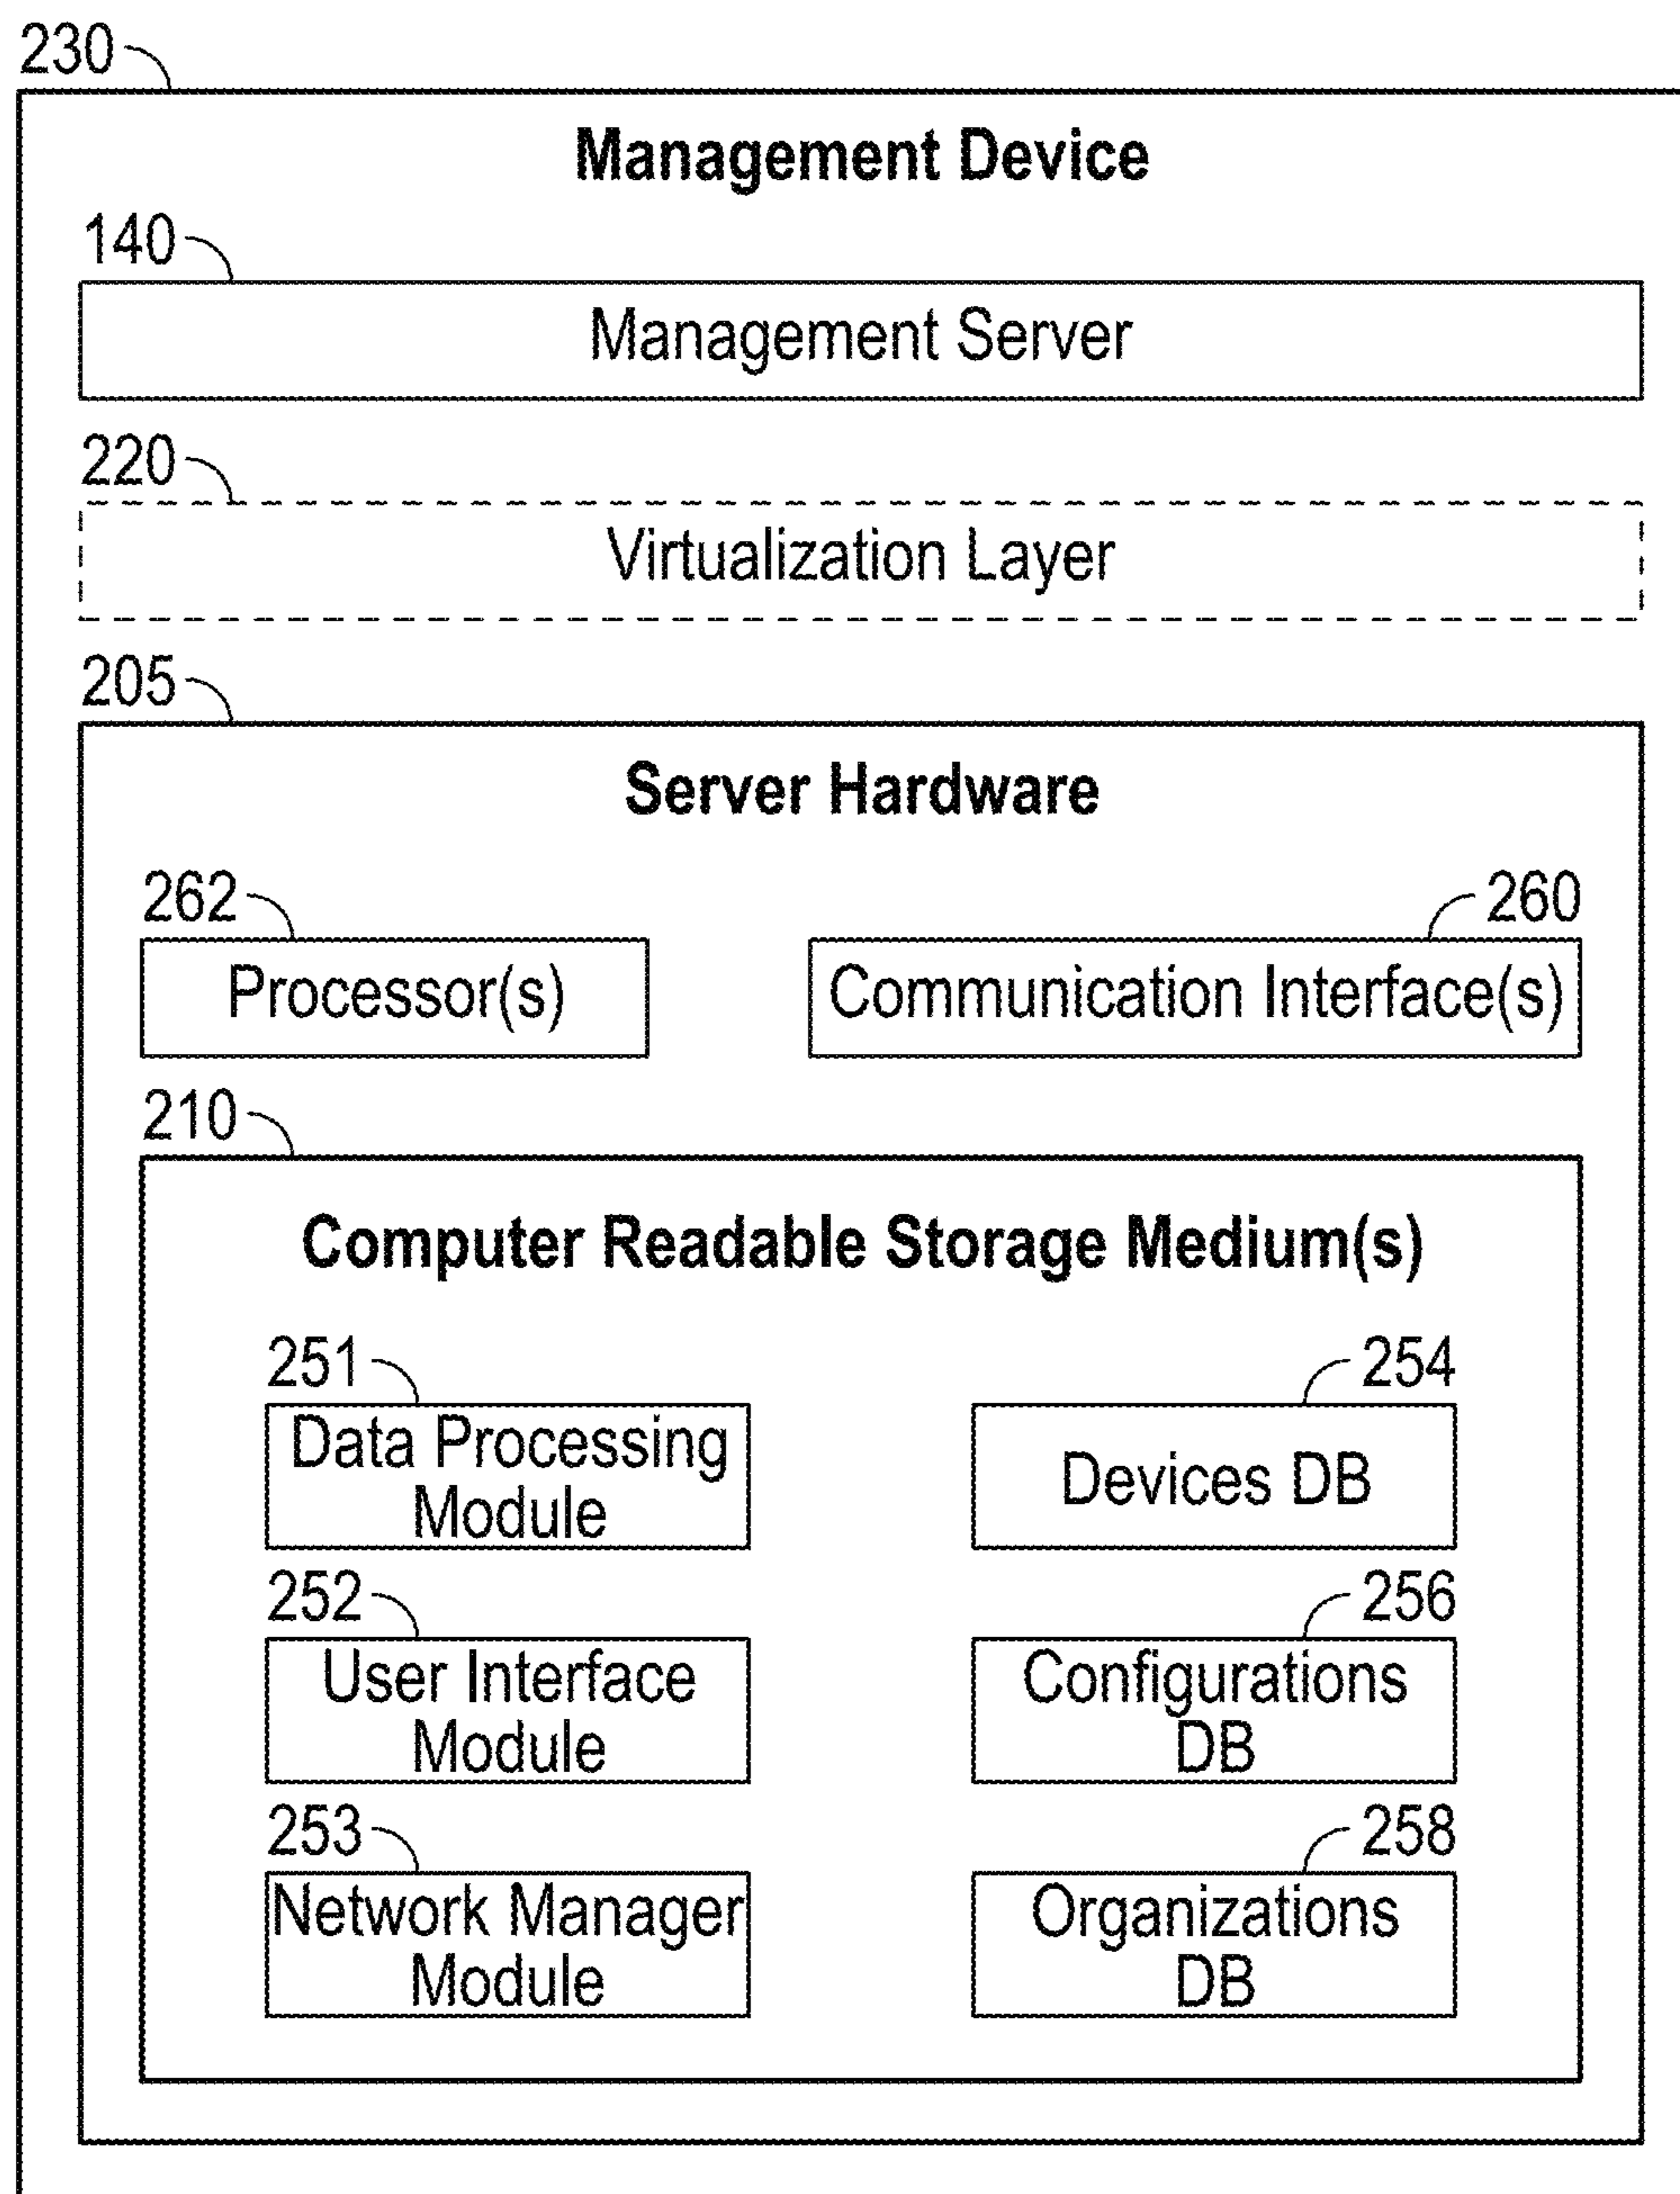 230
Management Device
140
Management Server
220
Virtualization Layer
205
Server Hardware
262
260
Processor(s)
Communication Interface(s)
210
Computer Readable Storage Medium(s)
251
254
Data Processing
Module
Devices DB
252
256
User Interface
Module
Configurations
DB
253
258
Network Manager
Module
Organizations
DB